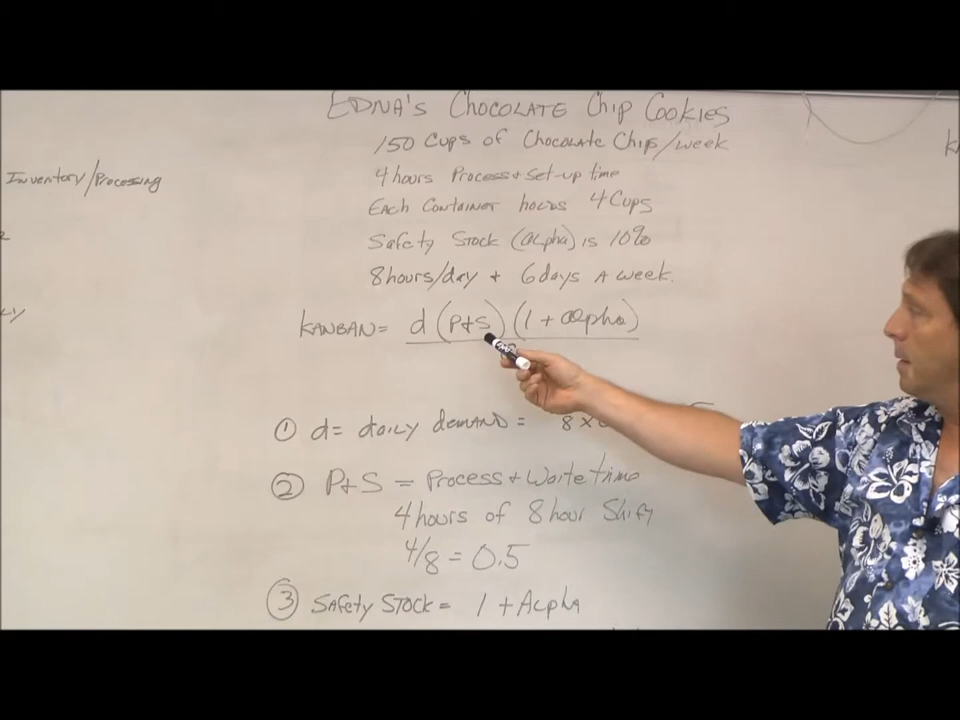 EDNA'S CHOCOLATE CHIP COOKIES
150 CUPS OF CHOCOLATE CHIP/WEEK
4 hours Process + Set-up time
Inventory/Processing
Each Container holds 4 Cups
Safety Stock (alpha) is 10%
8 hours/day + 6 days A week.
KANBAN = d (P+S) (1 + alpha)
① d = daily demand = 8 ×
② P+S = Process + Waite time
4 hours of 8 hour Shift
4/8 = 0.5
③ Safety Stock = 1 + Alpha